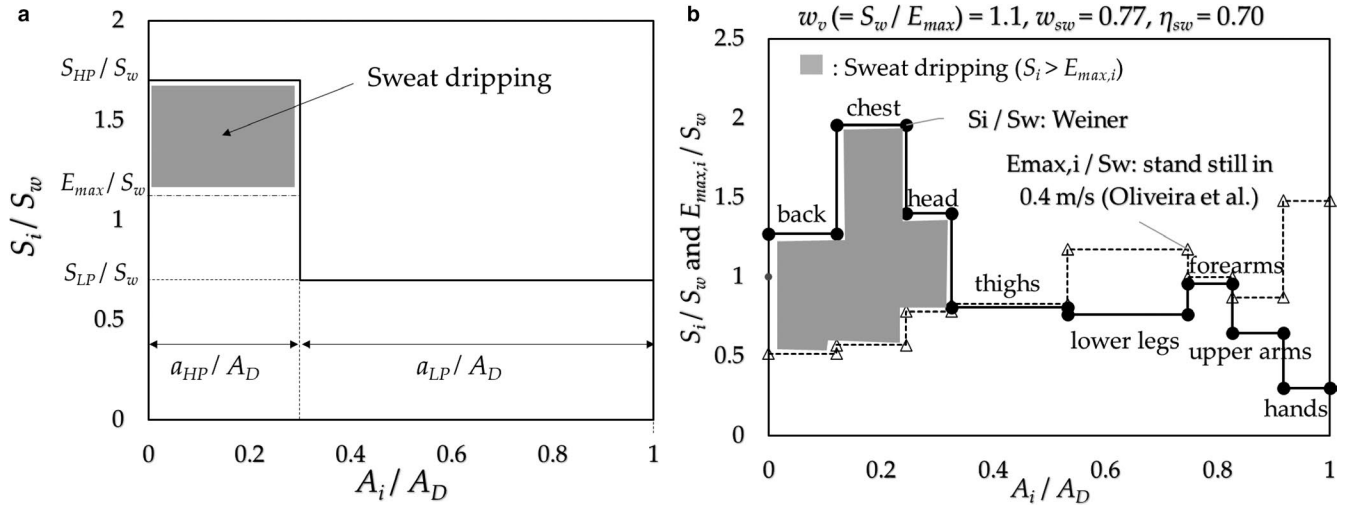 a
2
S_HP / S_w
1.5
E_max / S_w
1
S_LP / S_w
0.5
0
S_i / S_w
Sweat dripping
a_HP / A_D
a_LP / A_D
0 0.2 0.4 0.6 0.8 1
A_i / A_D
b
w_v (= S_w / E_max) = 1.1, w_sw = 0.77, η_sw = 0.70
2.5
2
1.5
1
0.5
0
S_i / S_w and E_max,i / S_w
: Sweat dripping (S_i > E_max,i)
chest
Si / Sw: Weiner
Emax,i / Sw: stand still in
0.4 m/s (Oliveira et al.)
head
back
forearms
thighs
lower legs
upper arms
hands
0 0.2 0.4 0.6 0.8 1
A_i / A_D